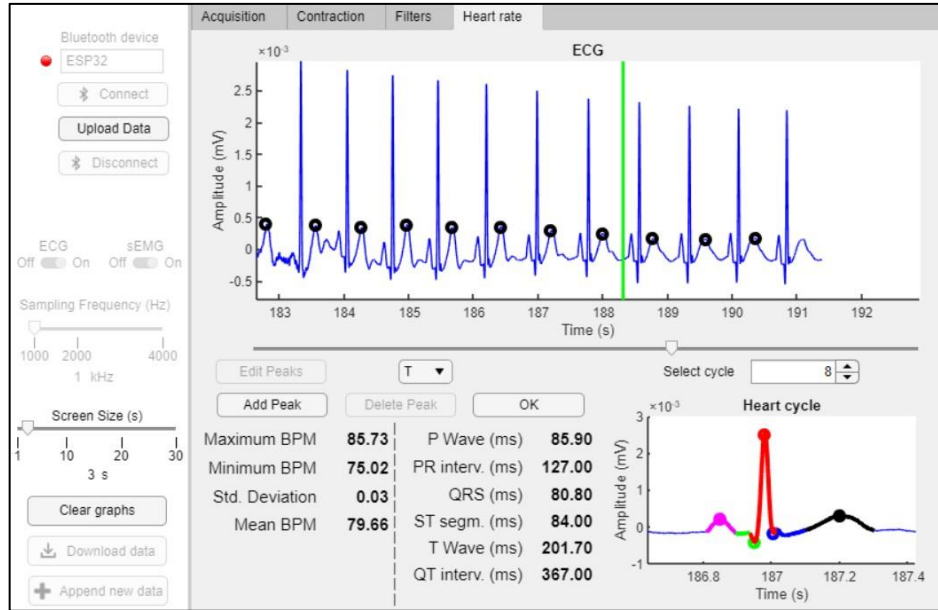 Acquisition Contraction Filters Heart rate
Bluetooth device
ESP32
Connect
Upload Data
Disconnect
ECG sEMG
Off On Off On
Sampling Frequency (Hz)
1000 2000 4000
1 kHz
Screen Size (s)
1 10 20 30
3 s
Clear graphs
Download data
Append new data
ECG
×10⁻³
Amplitude (mV)
2.5
2
1.5
1
0.5
0
-0.5
183 184 185 186 187 188 189 190 191 192
Time (s)
Edit Peaks T Select cycle 8
Add Peak Delete Peak OK
Maximum BPM 85.73
Minimum BPM 75.02
Std. Deviation 0.03
Mean BPM 79.66
P Wave (ms) 85.90
PR interv. (ms) 127.00
QRS (ms) 80.80
ST segm. (ms) 84.00
T Wave (ms) 201.70
QT interv. (ms) 367.00
Heart cycle
×10⁻³
Amplitude (mV)
3
2
1
0
-1
186.8 187 187.2 187.4
Time (s)